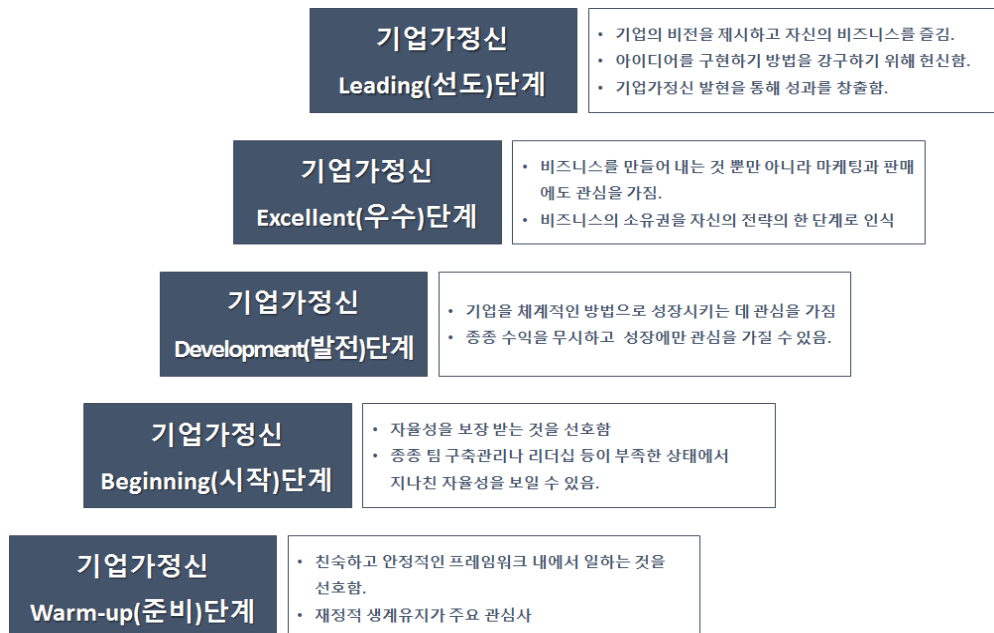 기업가정신
Leading(선도)단계
• 기업의 비전을 제시하고 자신의 비즈니스를 즐김.
• 아이디어를 구현하기 방법을 강구하기 위해 헌신함.
• 기업가정신 발현을 통해 성과를 창출함.
기업가정신
Excellent(우수)단계
• 비즈니스를 만들어 내는 것 뿐만 아니라 마케팅과 판매
에도 관심을 가짐.
• 비즈니스의 소유권을 자신의 전략의 한 단계로 인식
기업가정신
Development(발전)단계
• 기업을 체계적인 방법으로 성장시키는 데 관심을 가짐
• 종종 수익을 무시하고 성장에만 관심을 가질 수 있음.
기업가정신
Beginning(시작)단계
• 자율성을 보장 받는 것을 선호함
• 종종 팀 구축관리나 리더십 등이 부족한 상태에서
지나친 자율성을 보일 수 있음.
기업가정신
Warm-up(준비)단계
• 친숙하고 안정적인 프레임워크 내에서 일하는 것을
선호함.
• 재정적 생계유지가 주요 관심사